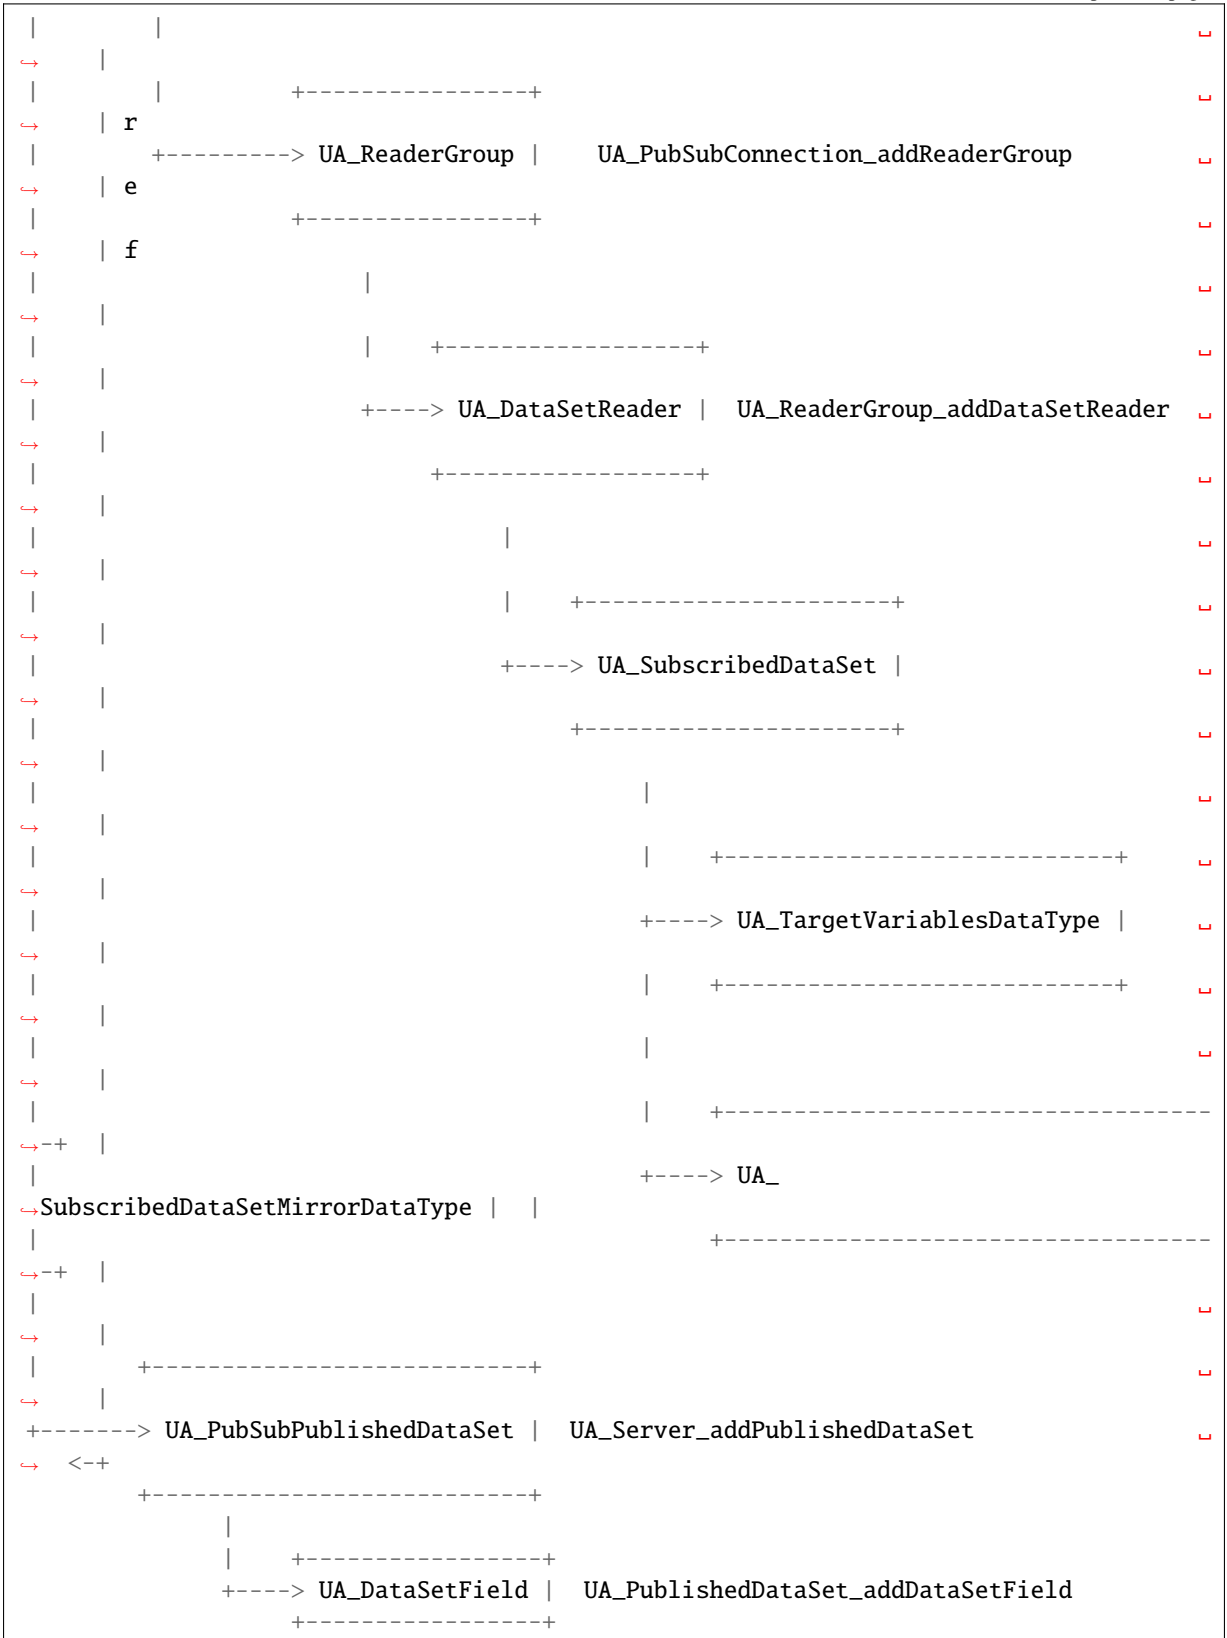 |        |                                                                          ␣
↪     |
|        |         +----------------+                                               ␣
↪     | r
|        +---------> UA_ReaderGroup |    UA_PubSubConnection_addReaderGroup         ␣
↪     | e
|                  +----------------+                                               ␣
↪     | f
|                       |                                                           ␣
↪     |
|                       |    +------------------+                                   ␣
↪     |
|                       +----> UA_DataSetReader |  UA_ReaderGroup_addDataSetReader  ␣
↪     |
|                            +------------------+                                   ␣
↪     |
|                                 |                                                 ␣
↪     |
|                                 |    +----------------------+                     ␣
↪     |
|                                 +----> UA_SubscribedDataSet |                     ␣
↪     |
|                                      +----------------------+                     ␣
↪     |
|                                           |                                       ␣
↪     |
|                                           |    +----------------------------+     ␣
↪     |
|                                           +----> UA_TargetVariablesDataType |     ␣
↪     |
|                                           |    +----------------------------+     ␣
↪     |
|                                           |                                       ␣
↪     |
|                                           |    +-----------------------------------
↪-+  |
|                                           +----> UA_
↪SubscribedDataSetMirrorDataType |  |
|                                                +-----------------------------------
↪-+  |
|                                                                                   ␣
↪     |
|       +---------------------------+                                               ␣
↪     |
+-------> UA_PubSubPublishedDataSet |  UA_Server_addPublishedDataSet                ␣
↪  <-+
        +---------------------------+
              |
              |    +-----------------+
              +----> UA_DataSetField |  UA_PublishedDataSet_addDataSetField
                   +-----------------+